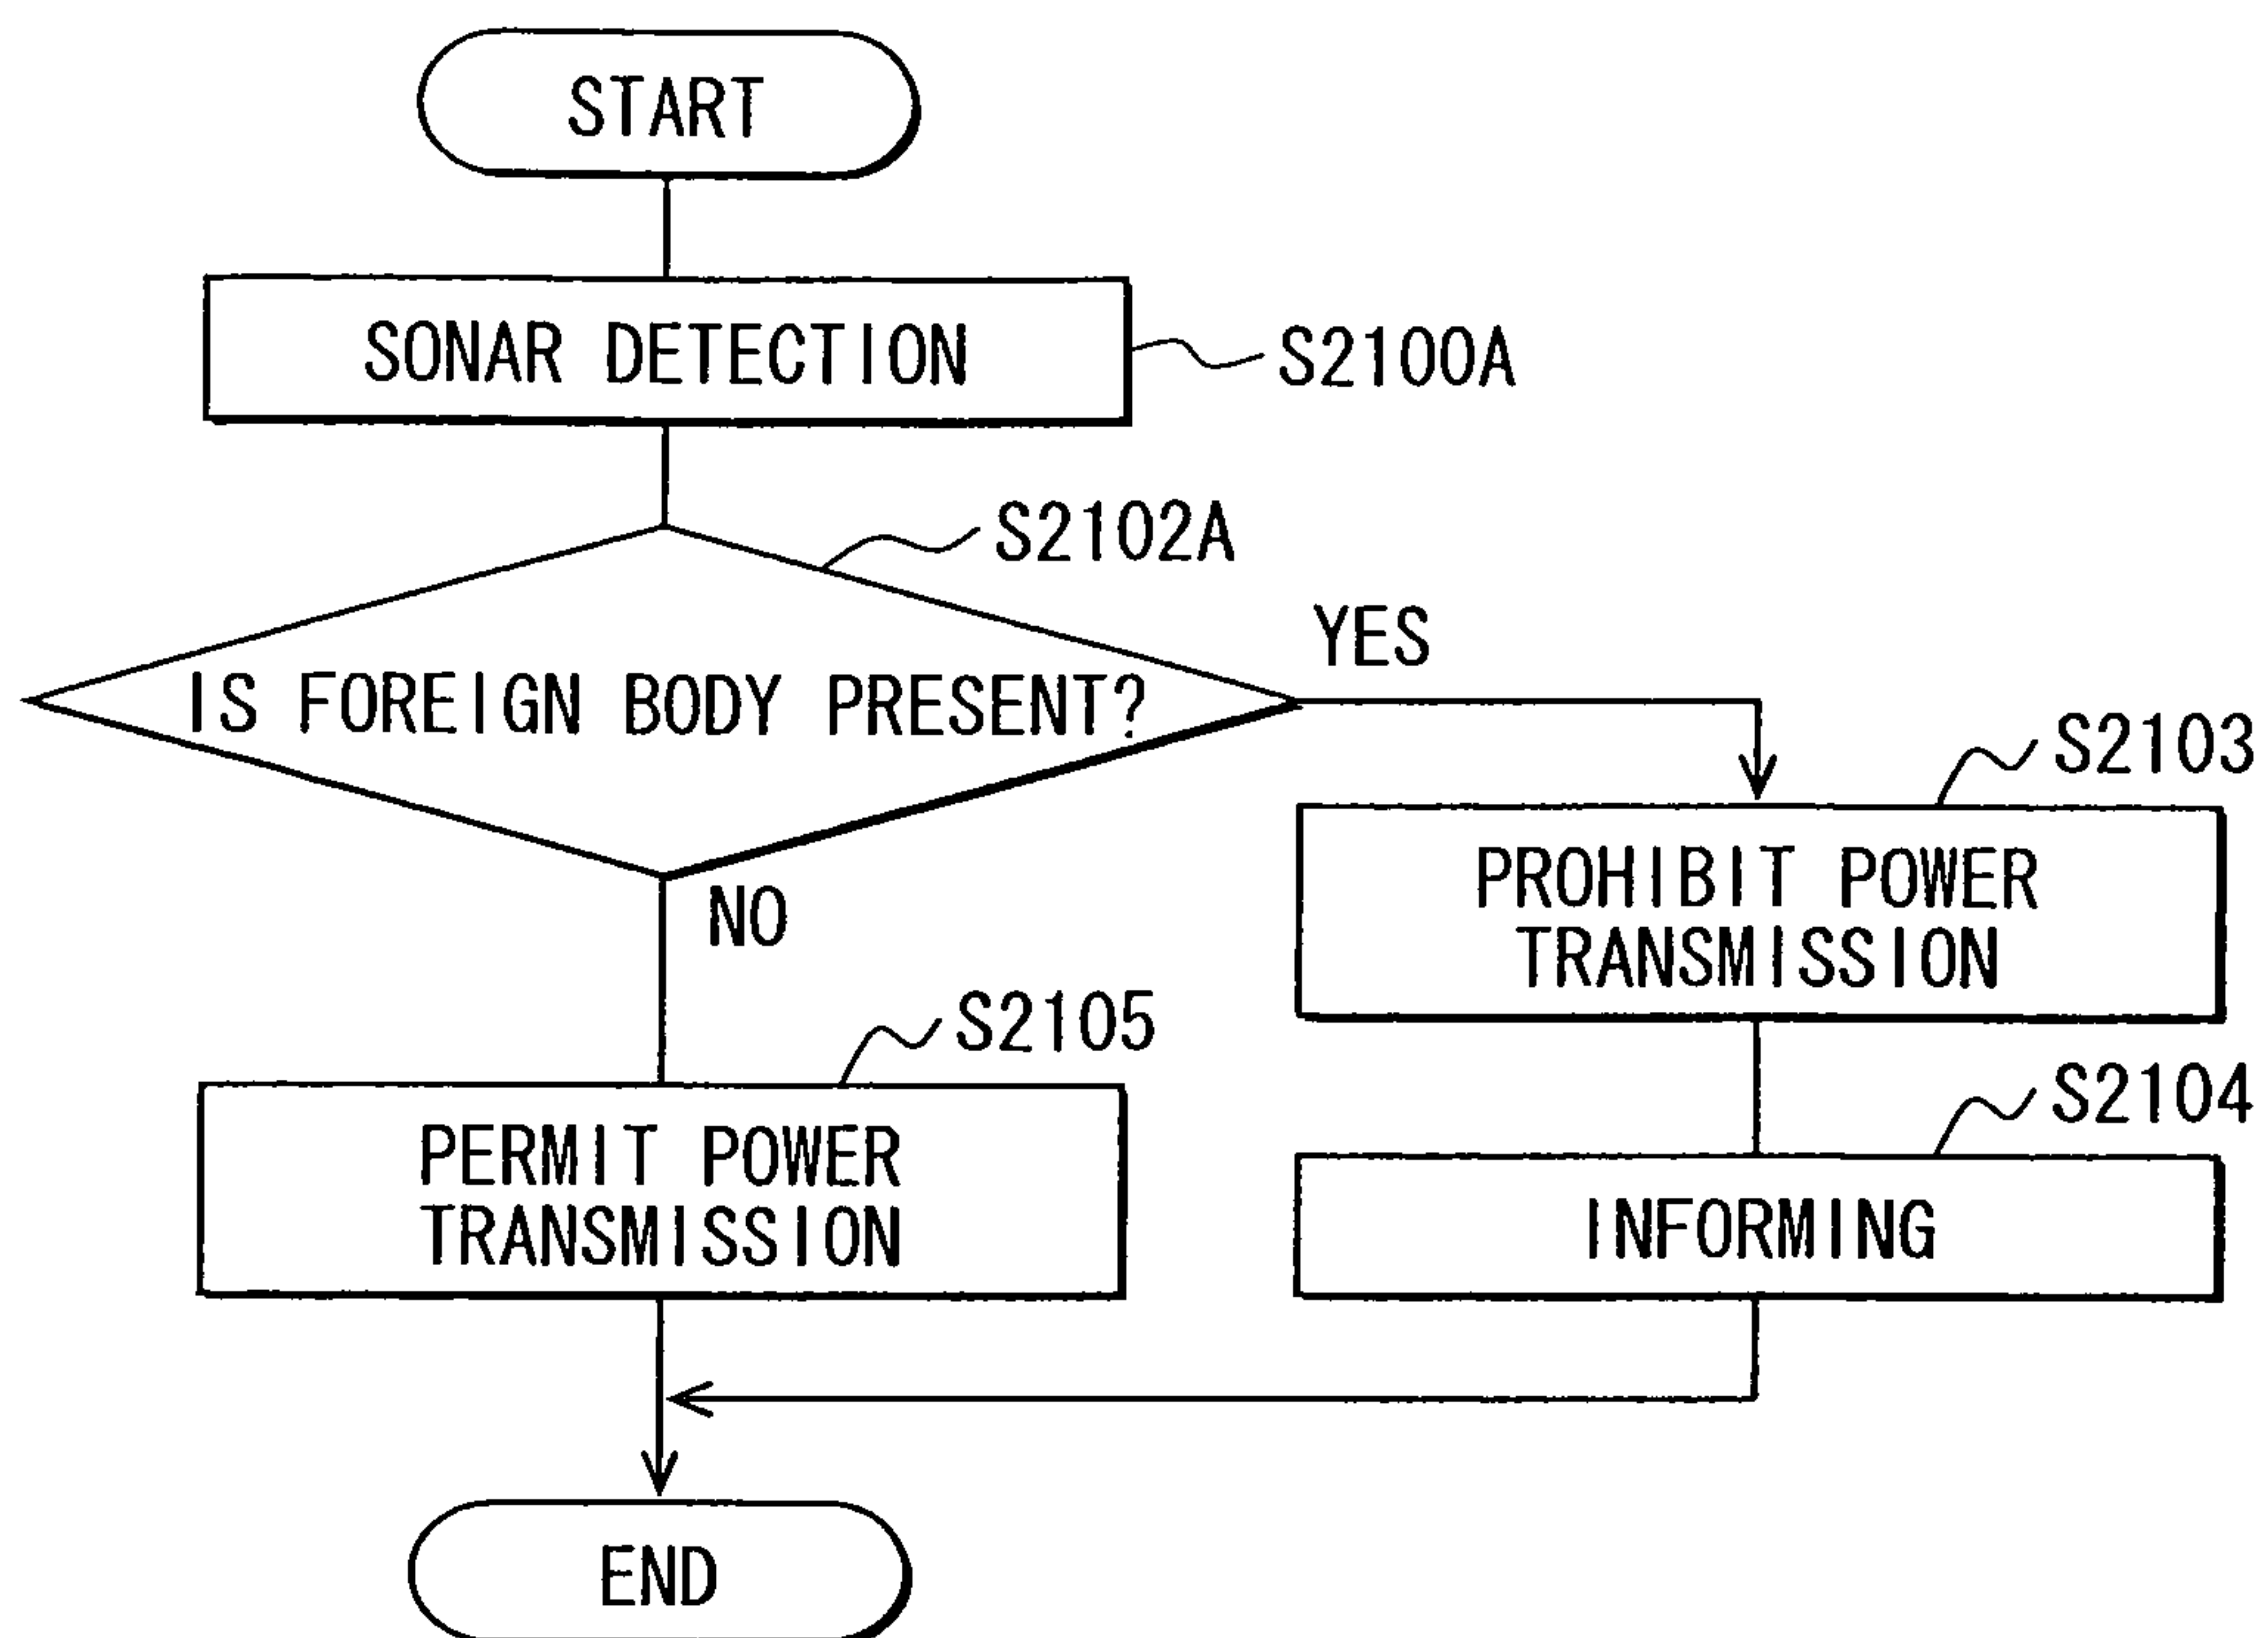 START
SONAR DETECTION
S2100A
S2102A
IS FOREIGN BODY PRESENT?
YES
NO
S2103
PROHIBIT POWER
TRANSMISSION
S2105
PERMIT POWER
TRANSMISSION
S2104
INFORMING
END